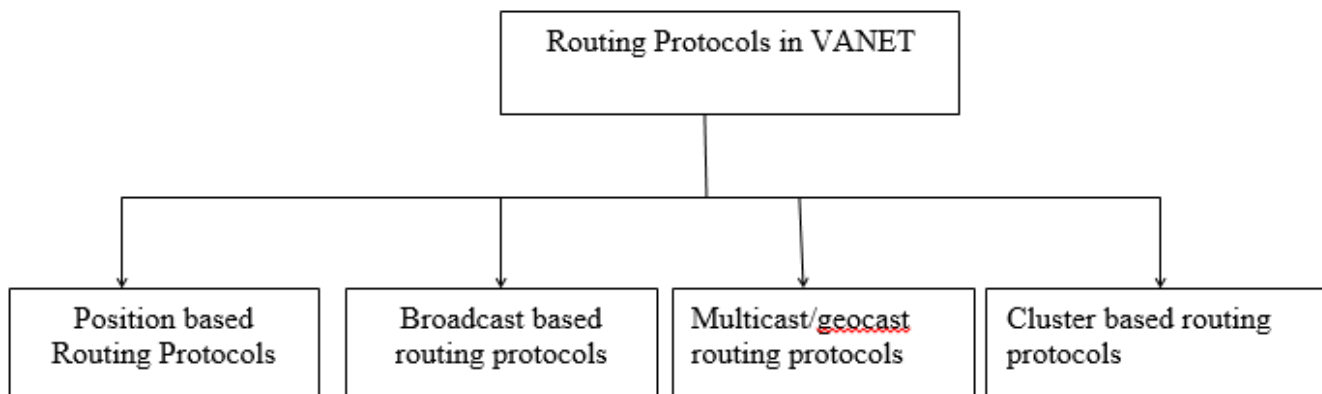 Routing Protocols in VANET
Position based
Routing Protocols
Broadcast based
routing protocols
Multicast/geocast
routing protocols
Cluster based routing
protocols